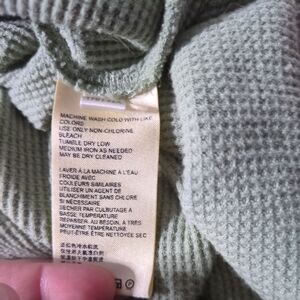 MACHINE WASH COLD WITH LIKE
COLORS
USE ONLY NON-CHLORINE
BLEACH
TUMBLE DRY LOW
MEDIUM IRON AS NEEDED
MAY BE DRY CLEANED
LAVER À LA MACHINE À L'EAU
FROIDE AVEC
COULEURS SIMILAIRES
UTILISER UN AGENT DE
BLANCHIMENT SANS CHLORE
SI NÉCESSAIRE
SÉCHER PAR CULBUTAGE À
BASSE TEMPÉRATURE
REPASSER, AU BESOIN, À TRÈS
MOYENNE TEMPÉRATURE
PEUT-ÊTRE ÊTRE NETTOYÉE SEC